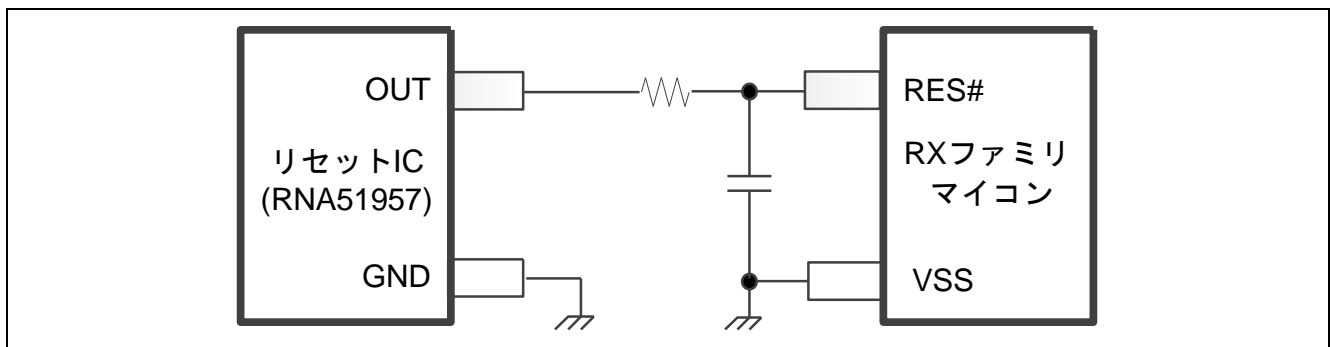 OUT
リセットIC
(RNA51957)
GND
RES#
RXファミリ
マイコン
VSS